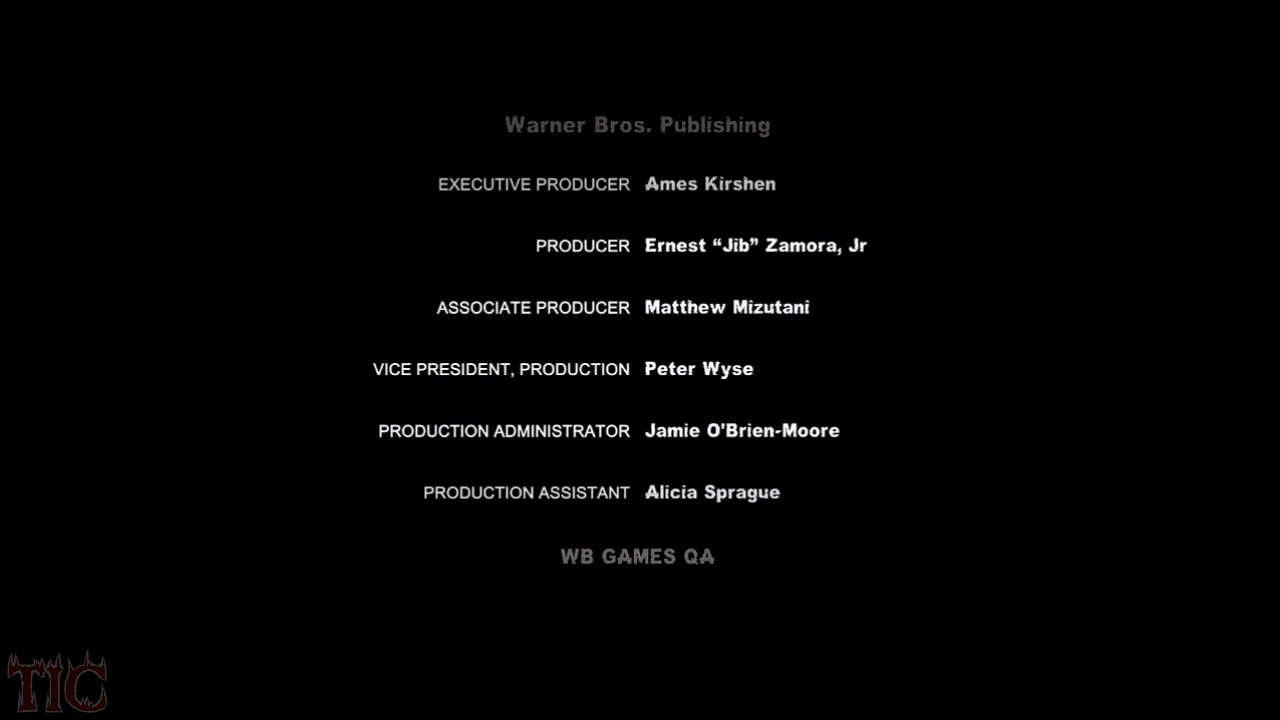 Warner Bros. Publishing
EXECUTIVE PRODUCER Ames Kirshen
PRODUCER Ernest “Jib” Zamora, Jr
ASSOCIATE PRODUCER Matthew Mizutani
VICE PRESIDENT, PRODUCTION Peter Wyse
PRODUCTION ADMINISTRATOR Jamie O'Brien-Moore
PRODUCTION ASSISTANT Alicia Sprague
WB GAMES QA
TIC